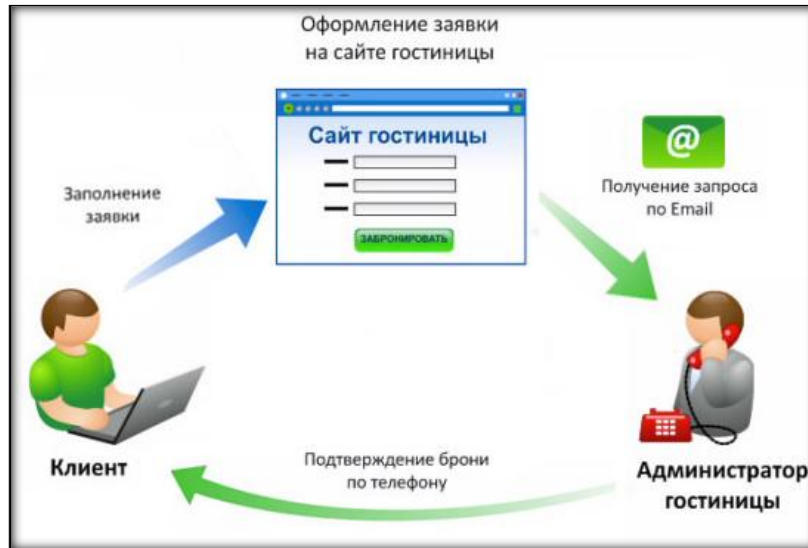 Оформление заявки
на сайте гостиницы
Сайт гостиницы
ЗАБРОНИРОВАТЬ
Заполнение
заявки
@
Получение запроса
по Email
Клиент
Подтверждение брони
по телефону
Администратор
гостиницы